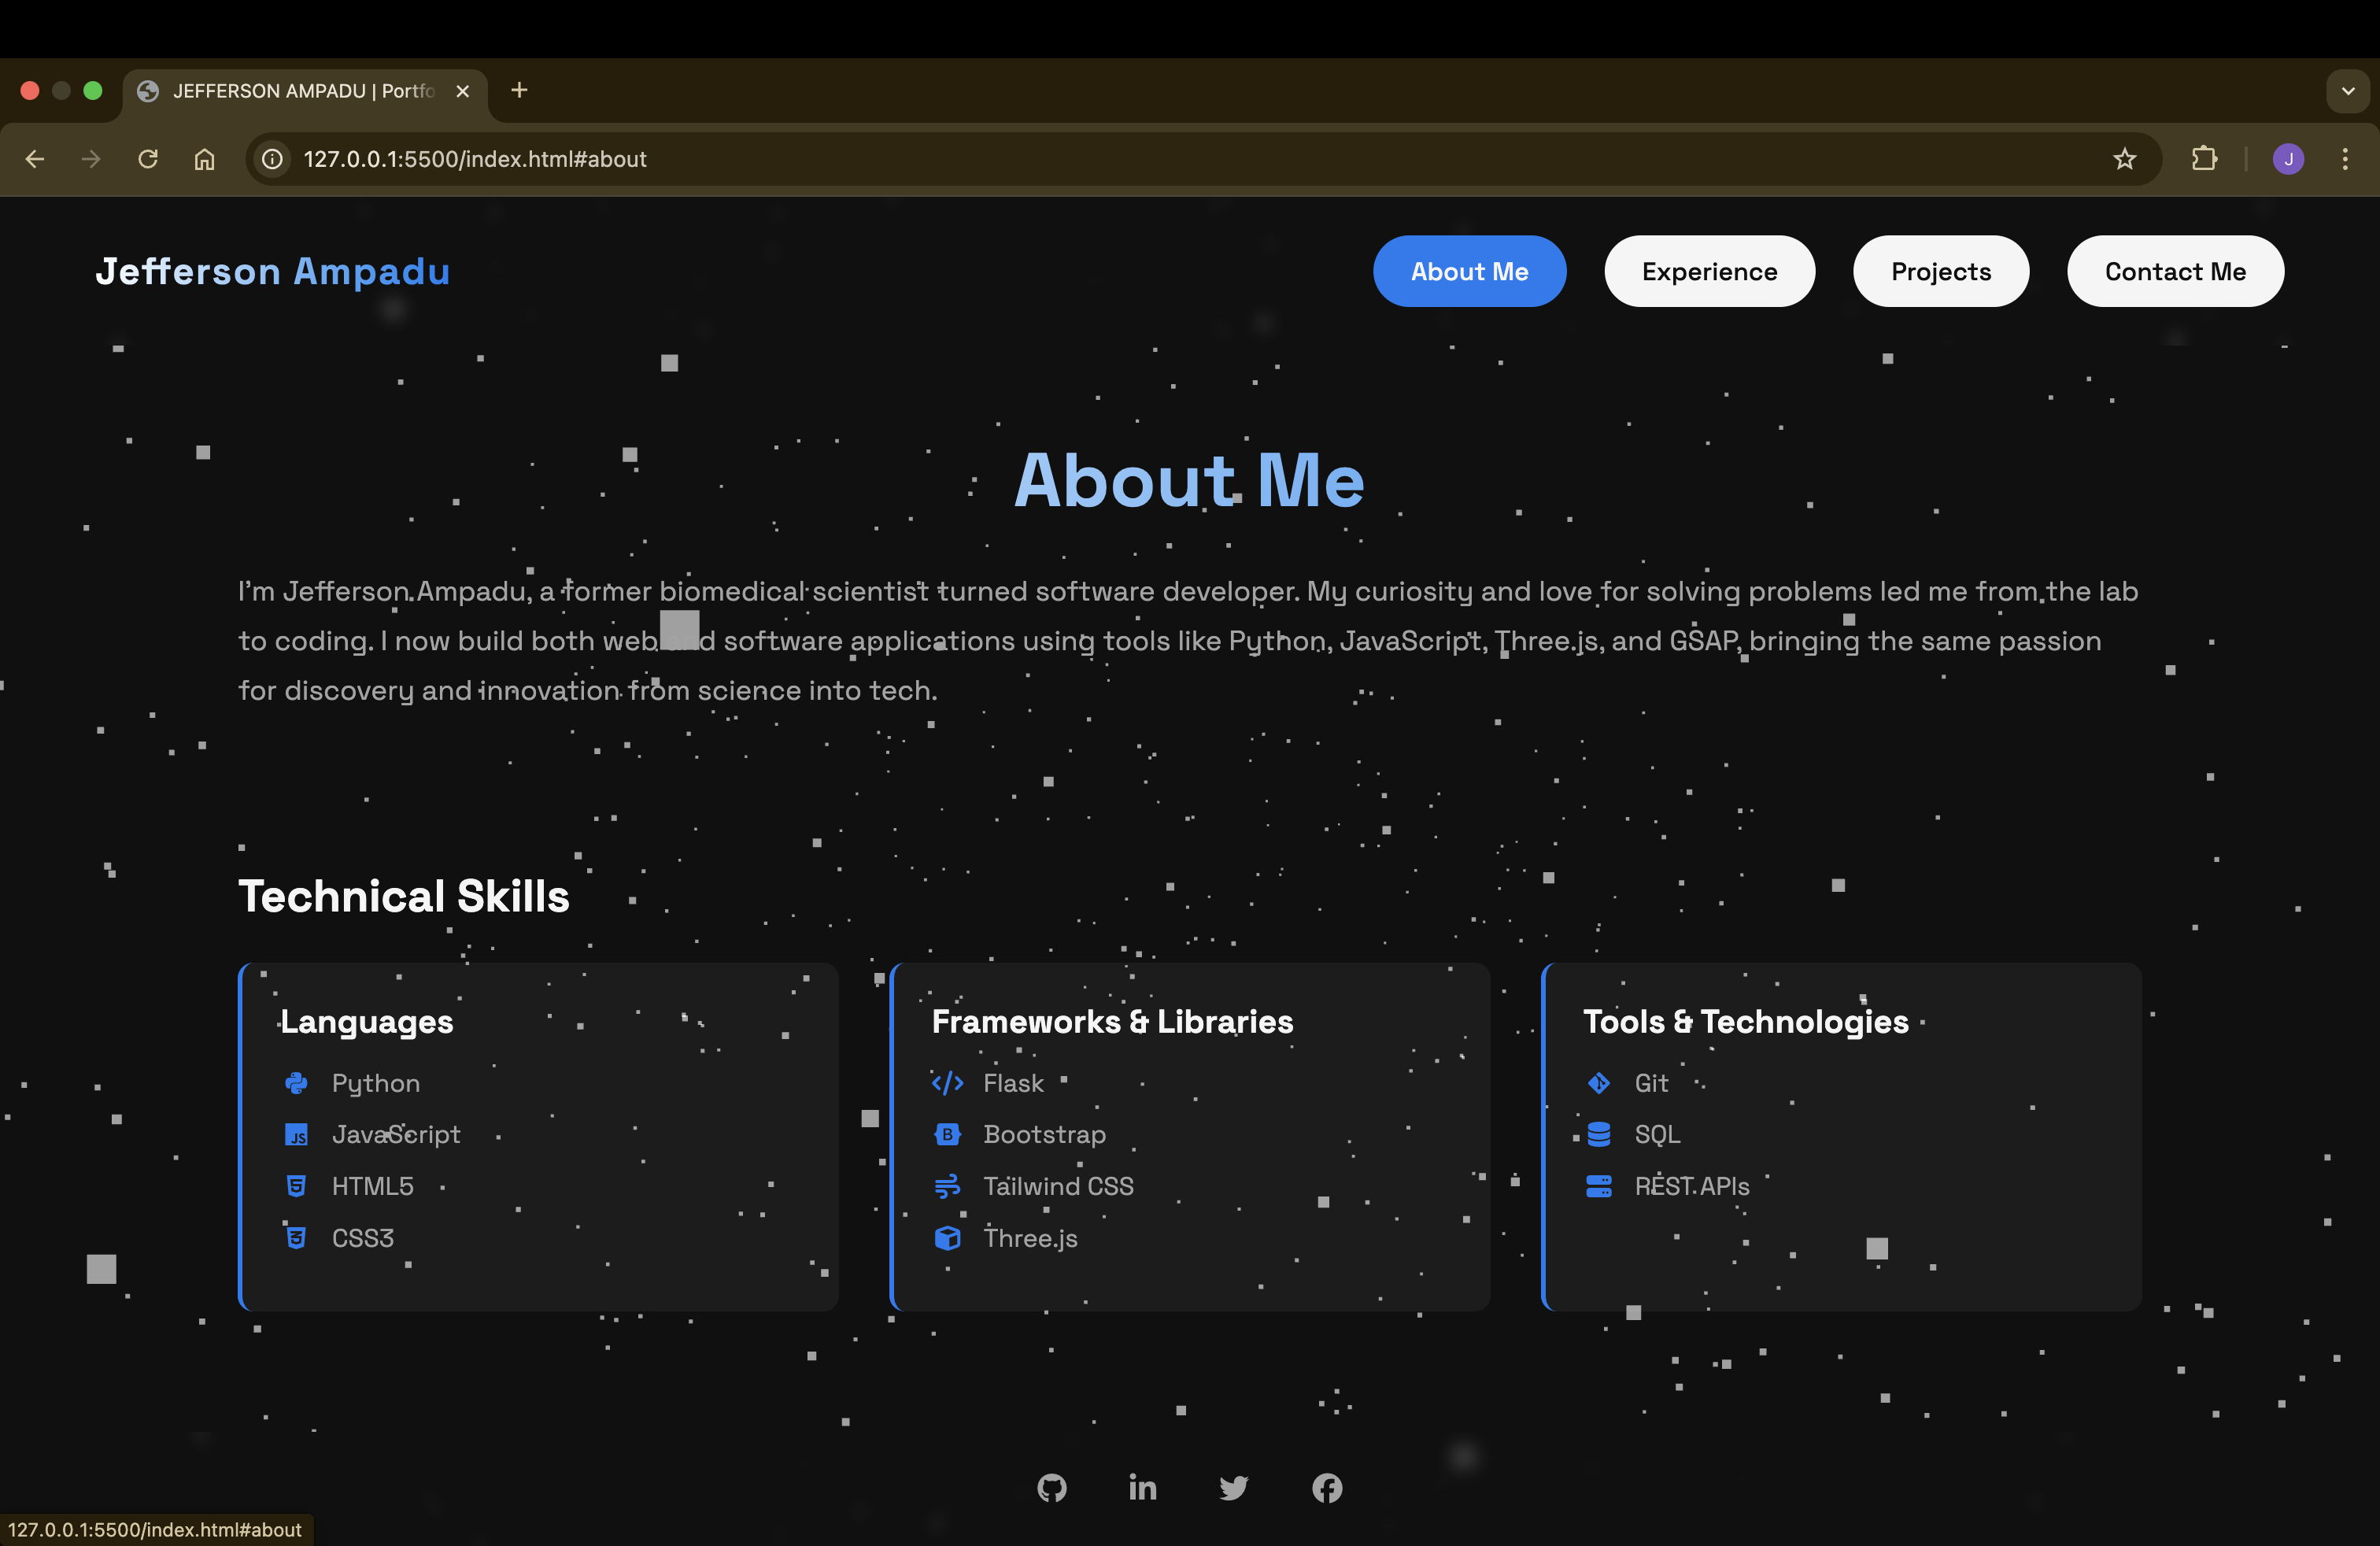 JEFFERSON AMPADU | Portfo
127.0.0.1:5500/index.html#about
J
Jefferson Ampadu
About Me
Experience
Projects
Contact Me
About Me
I'm Jefferson Ampadu, a former biomedical scientist turned software developer. My curiosity and love for solving problems led me from the lab
to coding. I now build both web and software applications using tools like Python, JavaScript, Three.js, and GSAP, bringing the same passion
for discovery and innovation from science into tech.
Technical Skills
Languages
Python
JS JavaScript
5 HTML5
3 CSS3
Frameworks & Libraries
Flask
B Bootstrap
Tailwind CSS
Three.js
Tools & Technologies
Git
SQL
REST APIs
in
127.0.0.1:5500/index.html#about